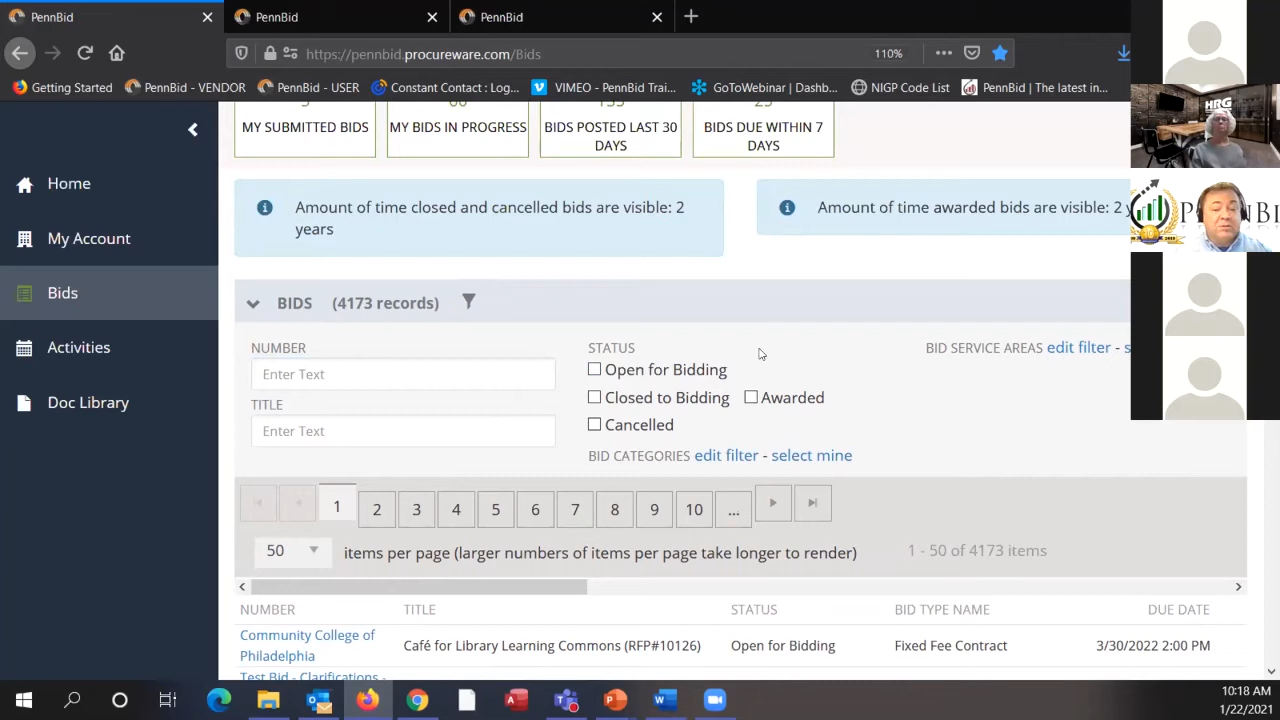 PennBid
PennBid
PennBid
https://pennbid.procureware.com/Bids
110%
Getting Started
PennBid - VENDOR
PennBid - USER
Constant Contact : Log...
VIMEO - PennBid Trai...
GoToWebinar | Dashb...
NIGP Code List
PennBid | The latest in...
HRG
Home
My Account
Bids
Activities
Doc Library
MY SUBMITTED BIDS
MY BIDS IN PROGRESS
BIDS POSTED LAST 30
DAYS
BIDS DUE WITHIN 7
DAYS
Amount of time closed and cancelled bids are visible: 2
years
Amount of time awarded bids are visible: 2
BIDS (4173 records)
NUMBER
Enter Text
TITLE
Enter Text
STATUS
Open for Bidding
Closed to Bidding
Awarded
Cancelled
BID CATEGORIES edit filter - select mine
BID SERVICE AREAS edit filter - s
1 2 3 4 5 6 7 8 9 10 ...
50
items per page (larger numbers of items per page take longer to render)
1 - 50 of 4173 items
NUMBER TITLE STATUS BID TYPE NAME DUE DATE
Community College of
Philadelphia
Café for Library Learning Commons (RFP#10126)
Open for Bidding
Fixed Fee Contract
3/30/2022 2:00 PM
Test Bid - Clarifications -
10:18 AM
1/22/2021